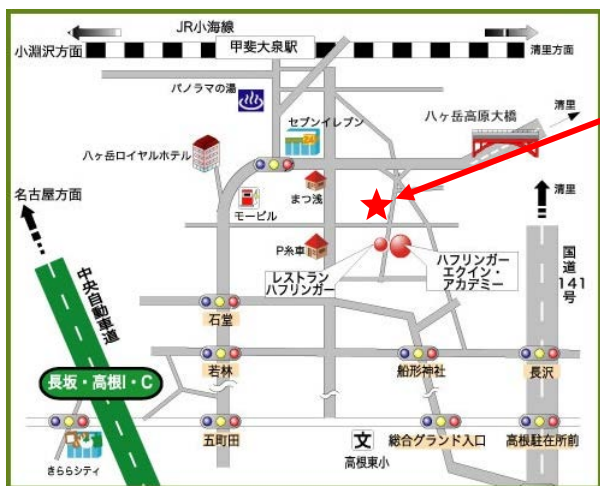 JR小海線
小淵沢方面
甲斐大泉駅
清里方面
パノラマの湯
セブンイレブン
八ヶ岳高原大橋
清里
八ヶ岳ロイヤルホテル
名古屋方面
モービル
まつ浅
清里
P糸車
レストラン
ハフリンガー
ハフリンガー
エクイン・
アカデミー
国道141号
中央自動車道
石堂
長坂・高根I・C
若林
船形神社
長沢
きららシティ
五町田
文
高根東小
総合グランド入口
高根駐在所前